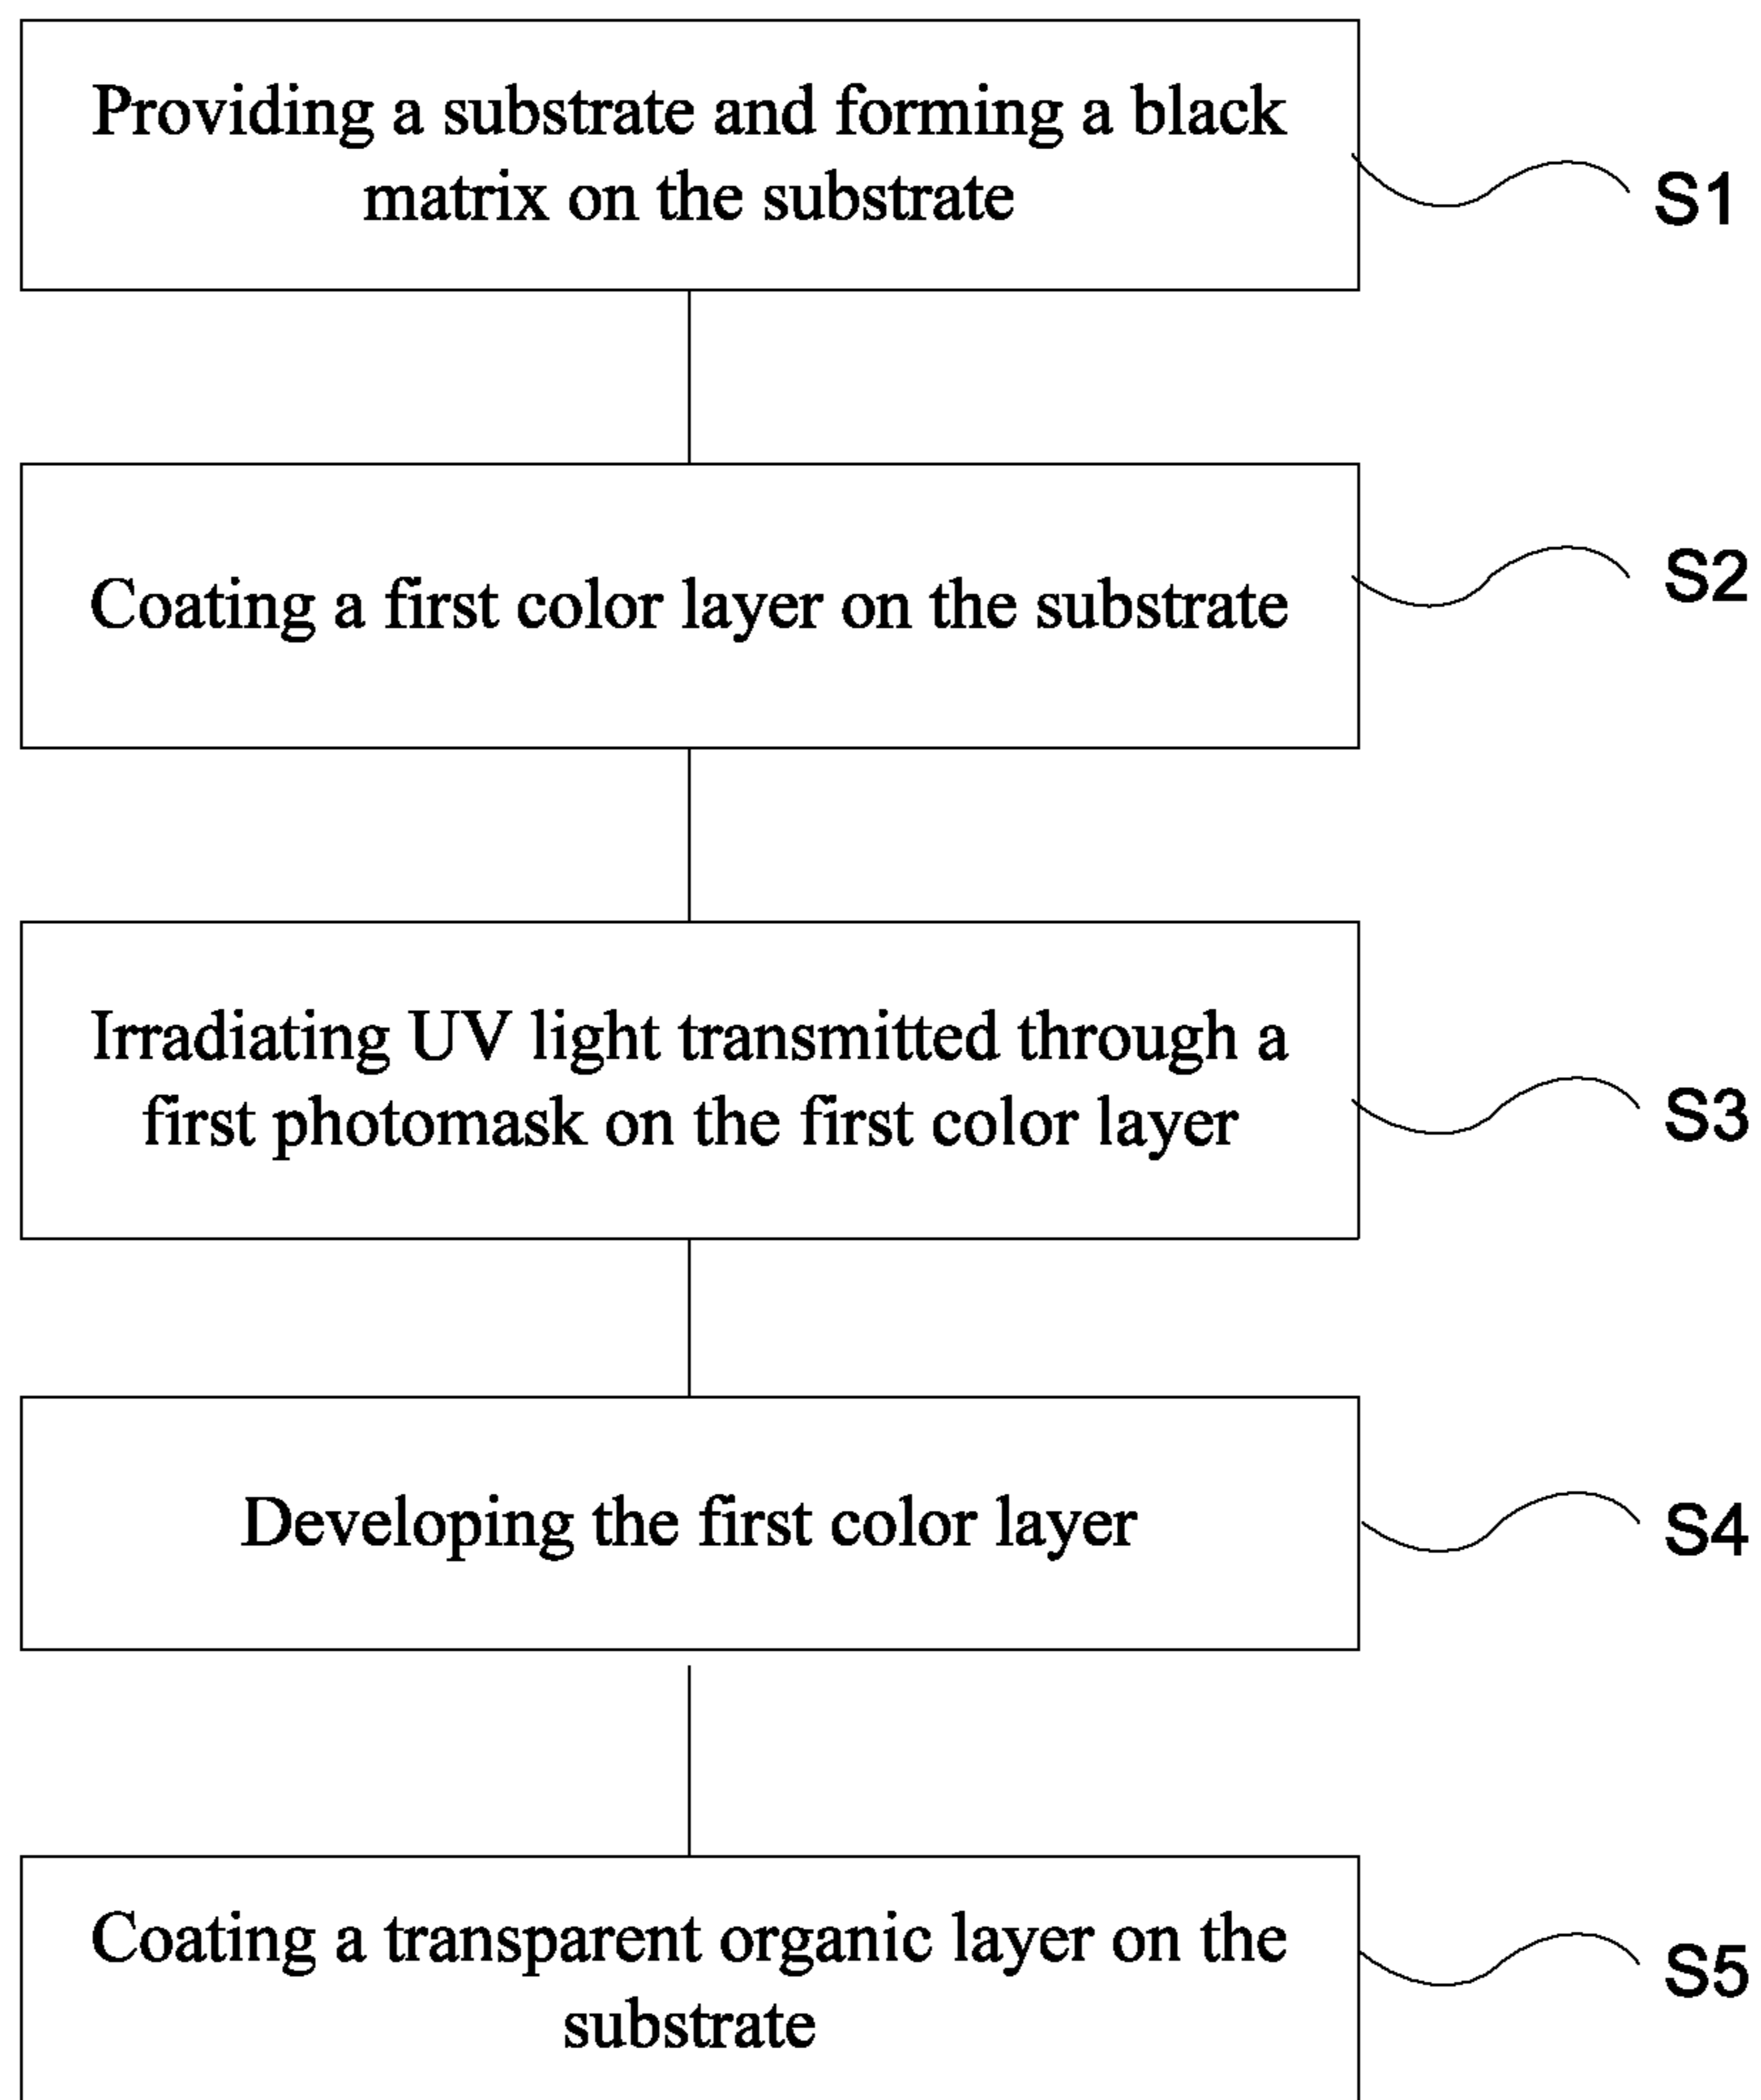 Providing a substrate and forming a black
matrix on the substrate
S1
Coating a first color layer on the substrate
S2
Irradiating UV light transmitted through a
first photomask on the first color layer
S3
Developing the first color layer
S4
Coating a transparent organic layer on the
substrate
S5